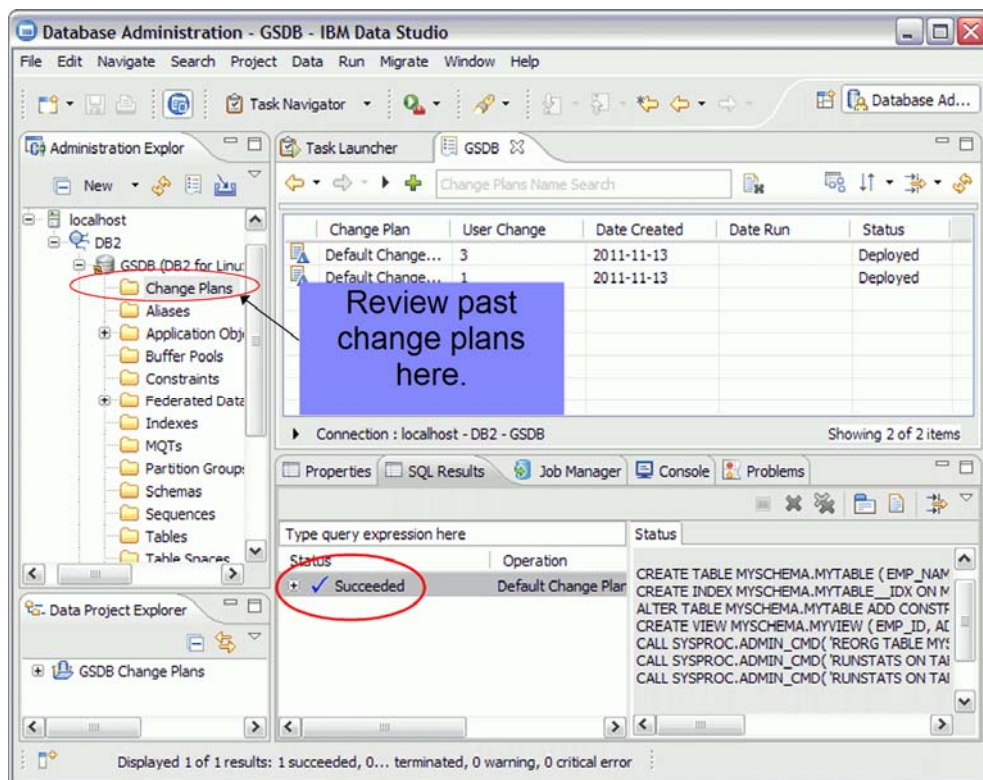 Database Administration - GSDB - IBM Data Studio
File Edit Navigate Search Project Data Run Migrate Window Help
Task Navigator
Database Ad...
Administration Explor
New
localhost
DB2
GSDB (DB2 for Linu
Change Plans
Aliases
Application Obj
Buffer Pools
Constraints
Federated Data
Indexes
MQTs
Partition Group
Schemas
Sequences
Tables
Table Spaces
Data Project Explorer
GSDB Change Plans
Task Launcher GSDB
Change Plans Name Search
Change Plan User Change Date Created Date Run Status
Default Change... 3 2011-11-13 Deployed
Default Change... 1 2011-11-13 Deployed
Review past
change plans
here.
Connection : localhost - DB2 - GSDB Showing 2 of 2 items
Properties SQL Results Job Manager Console Problems
Type query expression here
Status Operation
Succeeded Default Change Plan
Status
CREATE TABLE MYSCHEMA.MYTABLE ( EMP_NAM
CREATE INDEX MYSCHEMA.MYTABLE__IDX ON M
ALTER TABLE MYSCHEMA.MYTABLE ADD CONST
CREATE VIEW MYSCHEMA.MYVIEW ( EMP_ID, AD
CALL SYSPROC.ADMIN_CMD( 'REORG TABLE MYS
CALL SYSPROC.ADMIN_CMD( 'RUNSTATS ON TA
CALL SYSPROC.ADMIN_CMD( 'RUNSTATS ON TA
Displayed 1 of 1 results: 1 succeeded, 0... terminated, 0 warning, 0 critical error